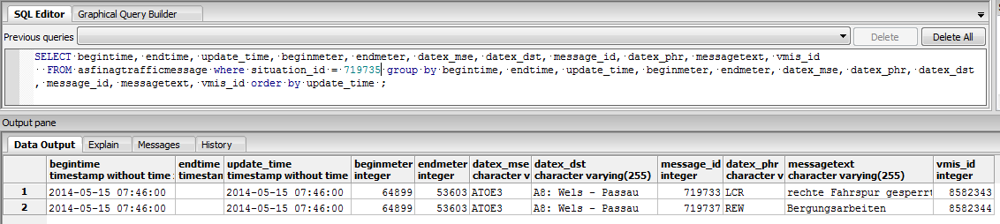 SQL Editor Graphical Query Builder
Previous queries Delete Delete All
SELECT begintime, endtime, update_time, beginmeter, endmeter, datex_mse, datex_dst, message_id, datex_phr, messagetext, vmis_id
FROM asfinagtrafficmessage where situation_id = 719735 group by begintime, endtime, update_time, beginmeter, endmeter, datex_mse, datex_phr, datex_dst
, message_id, messagetext, vmis_id order by update_time ;
Output pane
Data Output Explain Messages History
begintime endtime update_time beginmeter endmeter datex_mse datex_dst message_id datex_phr messagetext vmis_id
timestamp without time timestam timestamp without time integer integer character v character varying(255) integer character v character varying(255) integer
1 2014-05-15 07:46:00 2014-05-15 07:46:00 64899 53603 ATOE3 A8: Wels - Passau 719733 LCR rechte Fahrspur gesperrt 8582343
2 2014-05-15 07:46:00 2014-05-15 07:46:00 64899 53603 ATOE3 A8: Wels - Passau 719737 REW Bergungsarbeiten 8582344